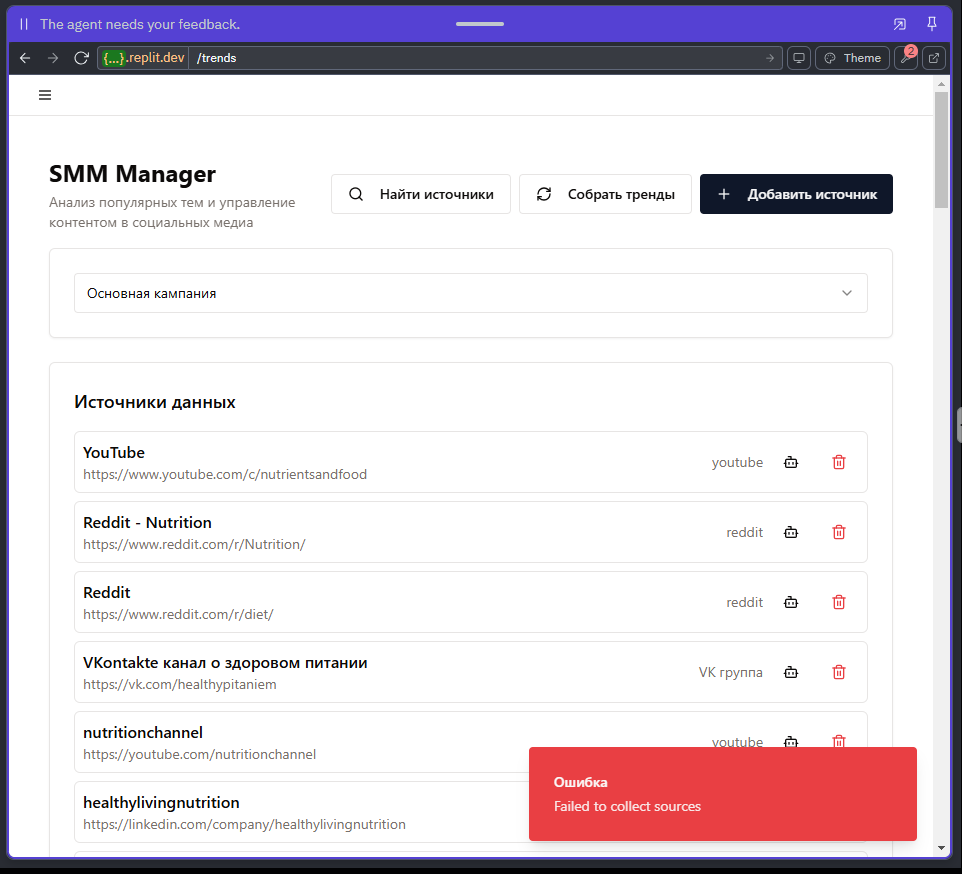 The agent needs your feedback.
{...}.replit.dev /trends
Theme
2
SMM Manager
Анализ популярных тем и управление
контентом в социальных медиа
Найти источники
Собрать тренды
Добавить источник
Основная кампания
Источники данных
YouTube
https://www.youtube.com/c/nutrientsandfood
youtube
Reddit - Nutrition
https://www.reddit.com/r/Nutrition/
reddit
Reddit
https://www.reddit.com/r/diet/
reddit
VKontakte канал о здоровом питании
https://vk.com/healthypitaniem
VK группа
nutritionchannel
https://youtube.com/nutritionchannel
youtube
healthylivingnutrition
https://linkedin.com/company/healthylivingnutrition
Ошибка
Failed to collect sources